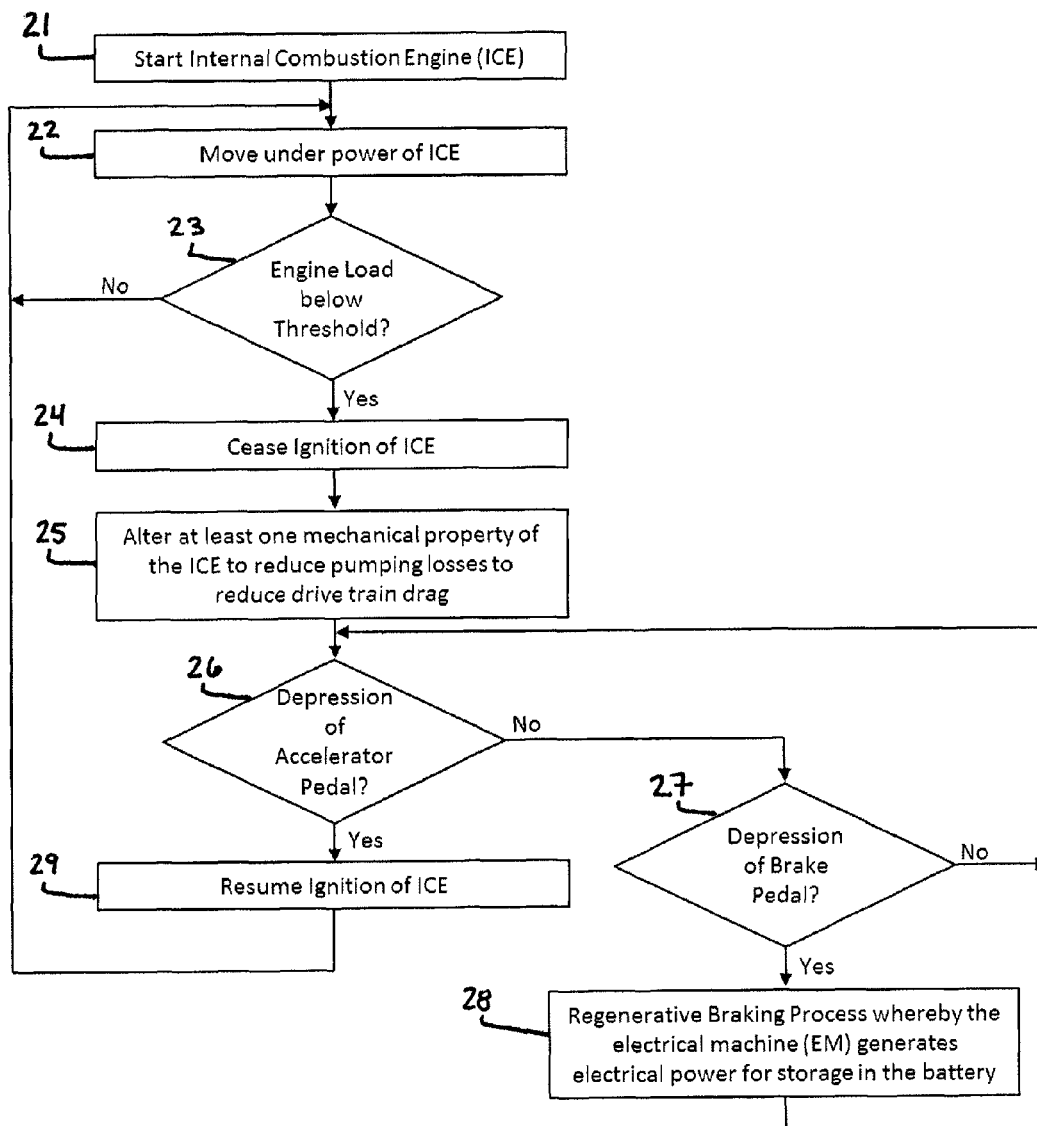 21
Start Internal Combustion Engine (ICE)
22
Move under power of ICE
23
Engine Load
below
Threshold?
No
Yes
24
Cease Ignition of ICE
25
Alter at least one mechanical property of
the ICE to reduce pumping losses to
reduce drive train drag
26
Depression
of
Accelerator
Pedal?
No
Yes
27
Depression
of Brake
Pedal?
No
Yes
29
Resume Ignition of ICE
28
Regenerative Braking Process whereby the
electrical machine (EM) generates
electrical power for storage in the battery